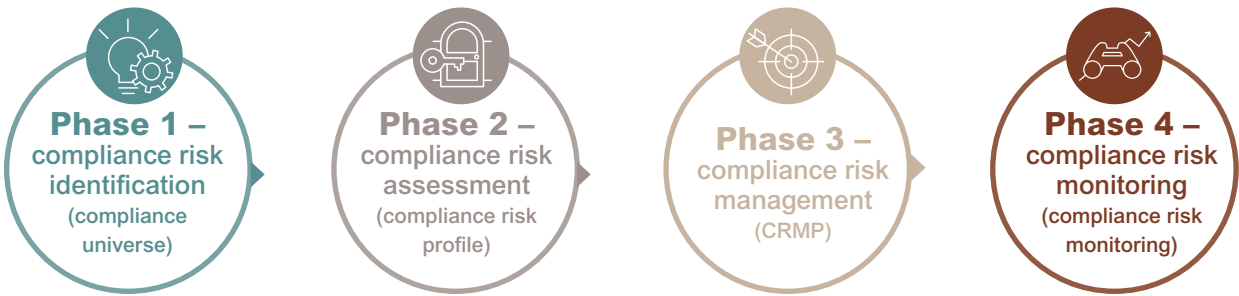 Phase 1 –
compliance risk
identification
(compliance
universe)
Phase 2 –
compliance risk
assessment
(compliance risk
profile)
Phase 3 –
compliance risk
management
(CRMP)
Phase 4 –
compliance risk
monitoring
(compliance risk
monitoring)